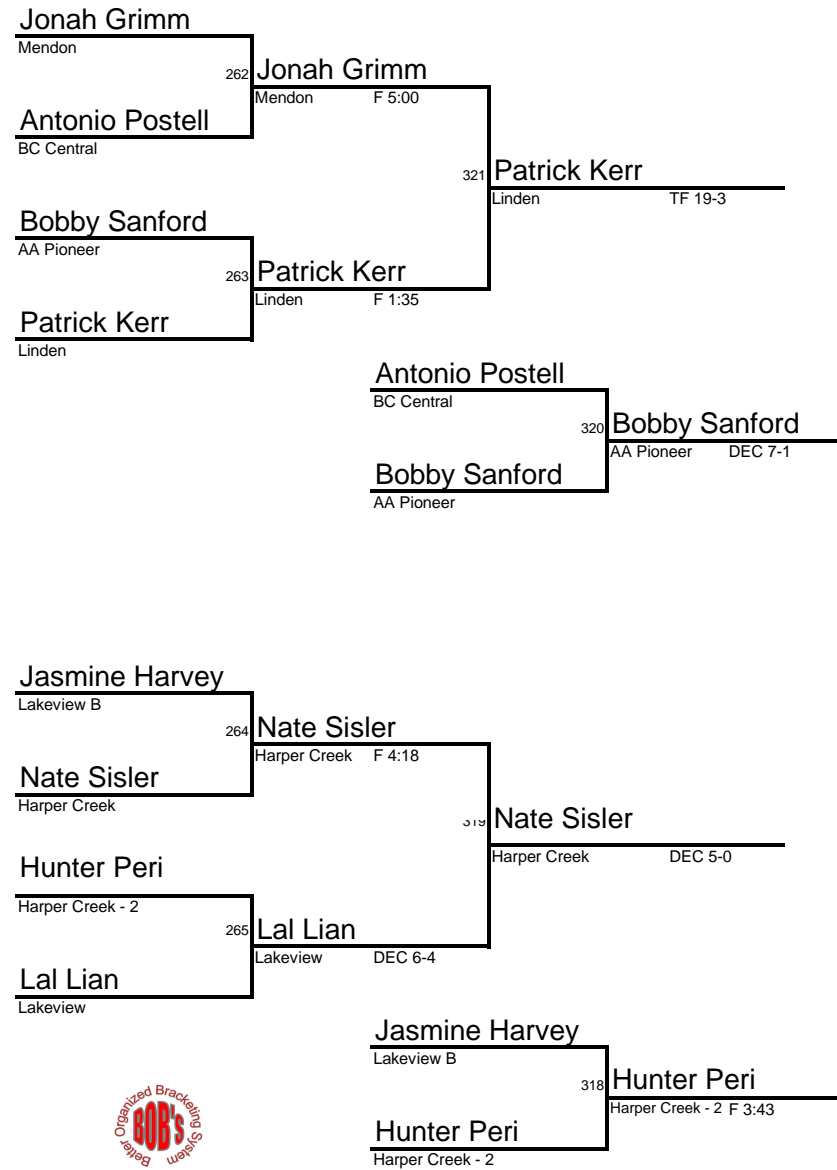 Jonah Grimm
Mendon
262 Jonah Grimm
Mendon F 5:00
Antonio Postell
BC Central
321 Patrick Kerr
Linden TF 19-3
Bobby Sanford
AA Pioneer
263 Patrick Kerr
Linden F 1:35
Patrick Kerr
Linden
Antonio Postell
BC Central
320 Bobby Sanford
AA Pioneer DEC 7-1
Bobby Sanford
AA Pioneer
Jasmine Harvey
Lakeview B
264 Nate Sisler
Harper Creek F 4:18
Nate Sisler
Harper Creek
319 Nate Sisler
Harper Creek DEC 5-0
Hunter Peri
Harper Creek - 2
265 Lal Lian
Lakeview DEC 6-4
Lal Lian
Lakeview
Jasmine Harvey
Lakeview B
318 Hunter Peri
Harper Creek - 2 F 3:43
Hunter Peri
Harper Creek - 2
Better Organized Bracketing System
BOB's